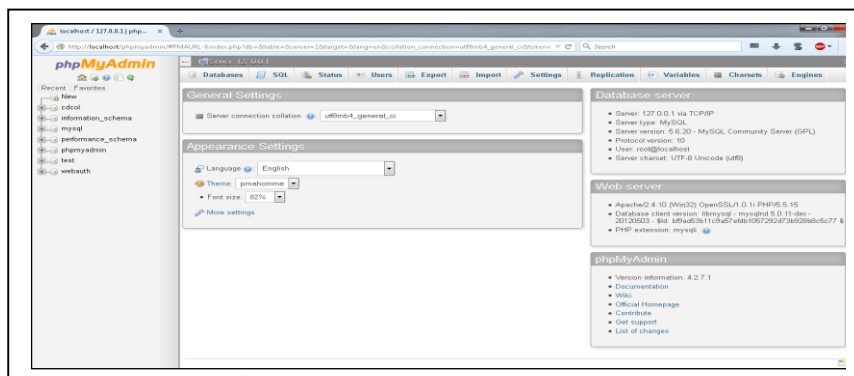 localhost / 127.0.0.1 | php...
http://localhost/phpmyadmin/#PMAURL-0:index.php?db=&table=&server=1&target=&lang=en&collation_connection=utf8mb4_general_ci&token=
Search
phpMyAdmin
Recent Favorites
New
cdcol
information_schema
mysql
performance_schema
phpmyadmin
test
webauth
Server: 127.0.0.1
Databases SQL Status Users Export Import Settings Replication Variables Charsets Engines
General Settings
Server connection collation utf8mb4_general_ci
Appearance Settings
Language English
Theme: pmahomme
Font size: 82%
More settings
Database server
Server: 127.0.0.1 via TCP/IP
Server type: MySQL
Server version: 5.6.20 - MySQL Community Server (GPL)
Protocol version: 10
User: root@localhost
Server charset: UTF-8 Unicode (utf8)
Web server
Apache/2.4.10 (Win32) OpenSSL/1.0.1i PHP/5.5.15
Database client version: libmysql - mysqlnd 5.0.11-dev -
20120503 - $Id:
PHP extension: mysqli
phpMyAdmin
Version information: 4.2.7.1
Documentation
Wiki
Official Homepage
Contribute
Get support
List of changes